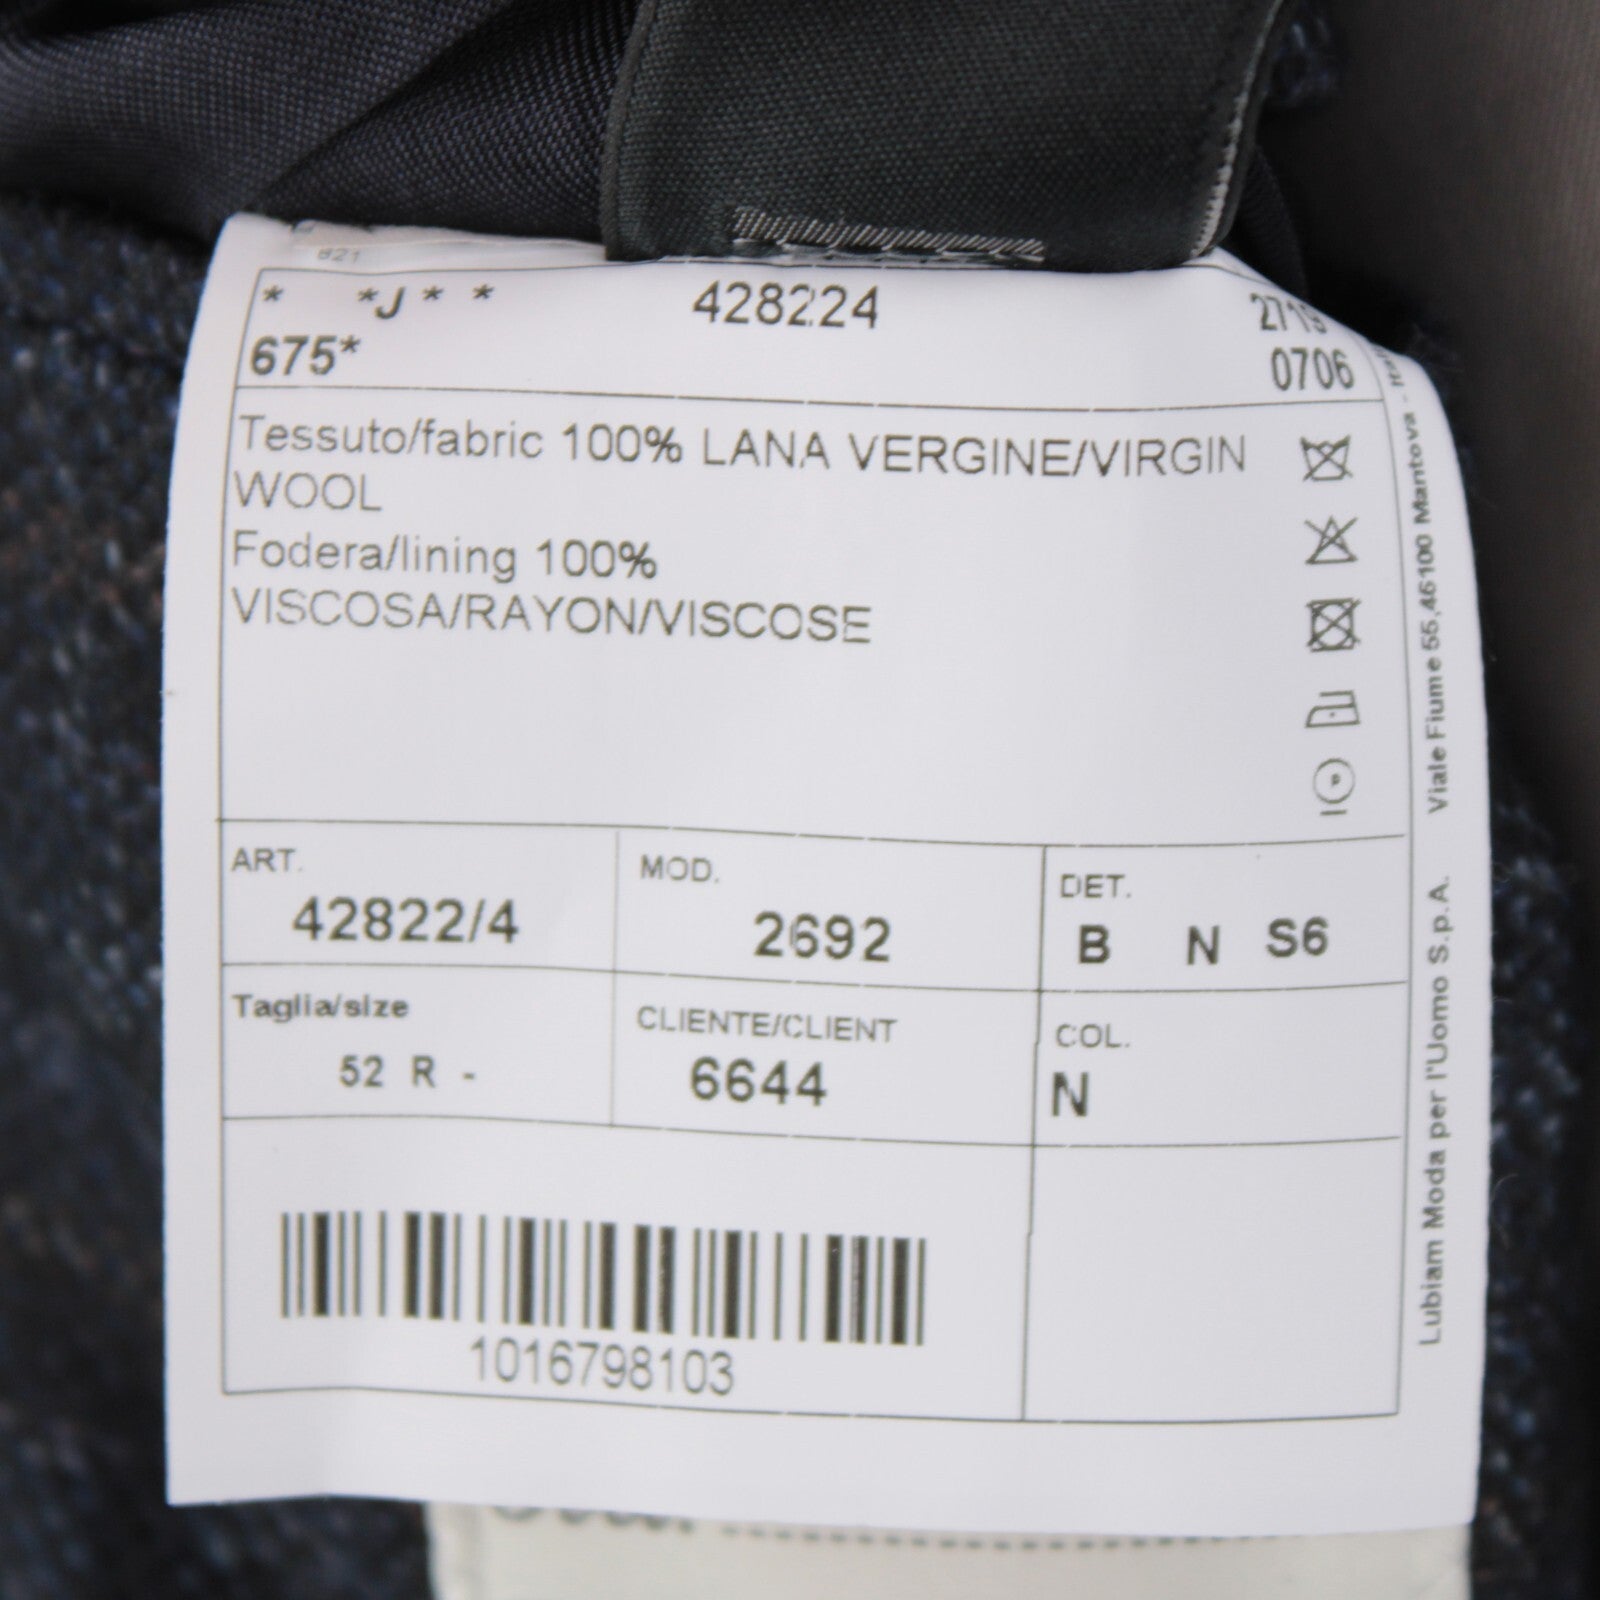 821
* *J * * 428224 2719
675* 0706
Tessuto/fabric 100% LANA VERGINE/VIRGIN
WOOL
Fodera/lining 100%
VISCOSA/RAYON/VISCOSE
ART.
42822/4
MOD.
2692
DET.
B N S6
Taglia/size
52 R -
CLIENTE/CLIENT
6644
COL.
N
1016798103
Lubiam Moda per l'Uomo S.p.A. Viale Fiume 55,46100 Mantova -